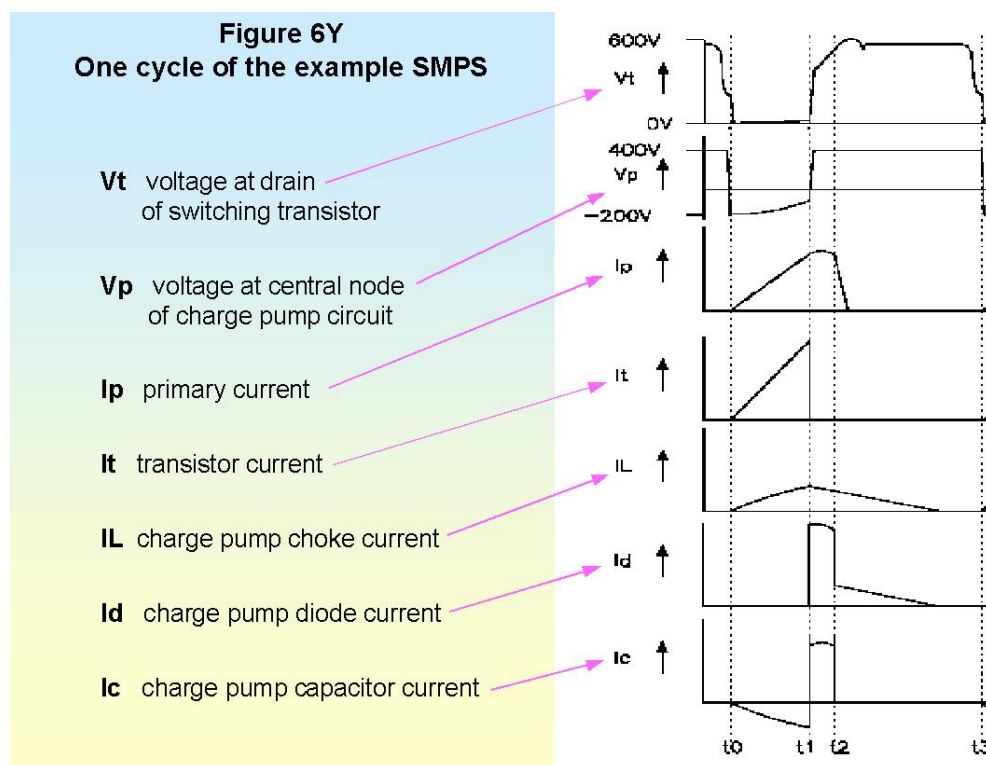 Figure 6Y
One cycle of the example SMPS
Vt voltage at drain
of switching transistor
Vp voltage at central node
of charge pump circuit
Ip primary current
It transistor current
IL charge pump choke current
Id charge pump diode current
Ic charge pump capacitor current
600V
Vt
0V
400V
Vp
-200V
Ip
It
IL
Id
Ic
t0 t1 t2 t3